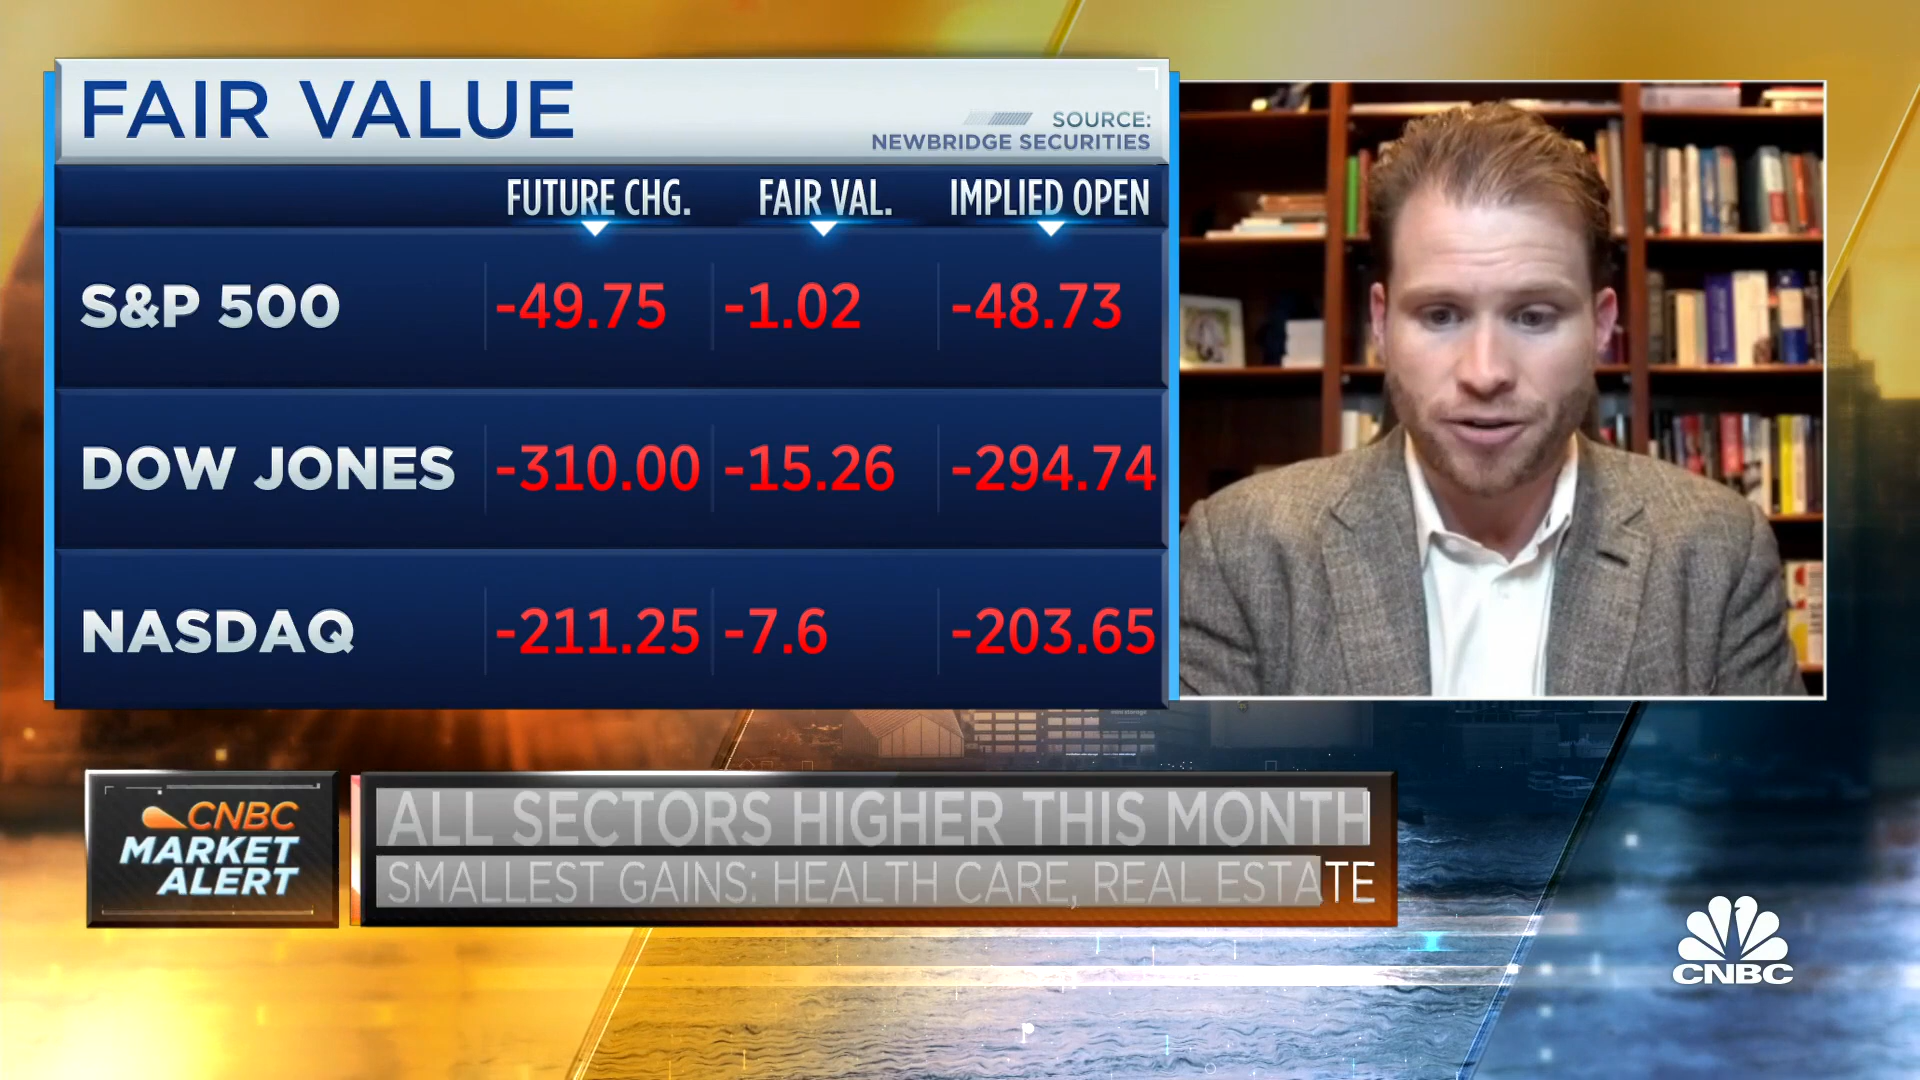 FAIR VALUE
SOURCE:
NEWBRIDGE SECURITIES
FUTURE CHG. FAIR VAL. IMPLIED OPEN
S&P 500 -49.75 -1.02 -48.73
DOW JONES -310.00 -15.26 -294.74
NASDAQ -211.25 -7.6 -203.65
CNBC
MARKET
ALERT
ALL SECTORS HIGHER THIS MONTH
SMALLEST GAINS: HEALTH CARE, REAL ESTATE
CNBC